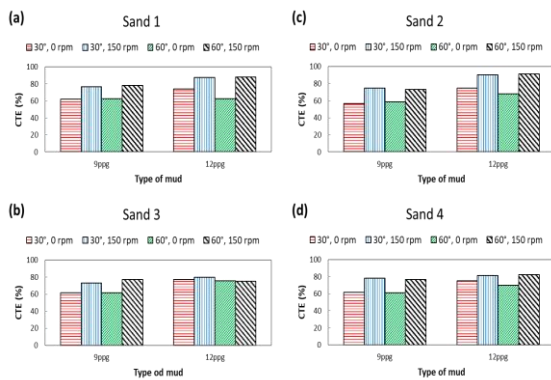 (a)
Sand 1
30°, 0 rpm 30°, 150 rpm 60°, 0 rpm 60°, 150 rpm
100
80
60
40
20
0
CTE (%)
9ppg 12ppg
Type of mud
(c)
Sand 2
30°, 0 rpm 30°, 150 rpm 60°, 0 rpm 60°, 150 rpm
100
80
60
40
20
0
CTE (%)
9ppg 12ppg
Type of mud
(b)
Sand 3
30°, 0 rpm 30°, 150 rpm 60°, 0 rpm 60°, 150 rpm
100
80
60
40
20
0
CTE (%)
9ppg 12ppg
Type od mud
(d)
Sand 4
30°, 0 rpm 30°, 150 rpm 60°, 0 rpm 60°, 150 rpm
100
80
60
40
20
0
CTE (%)
9ppg 12ppg
Type of mud